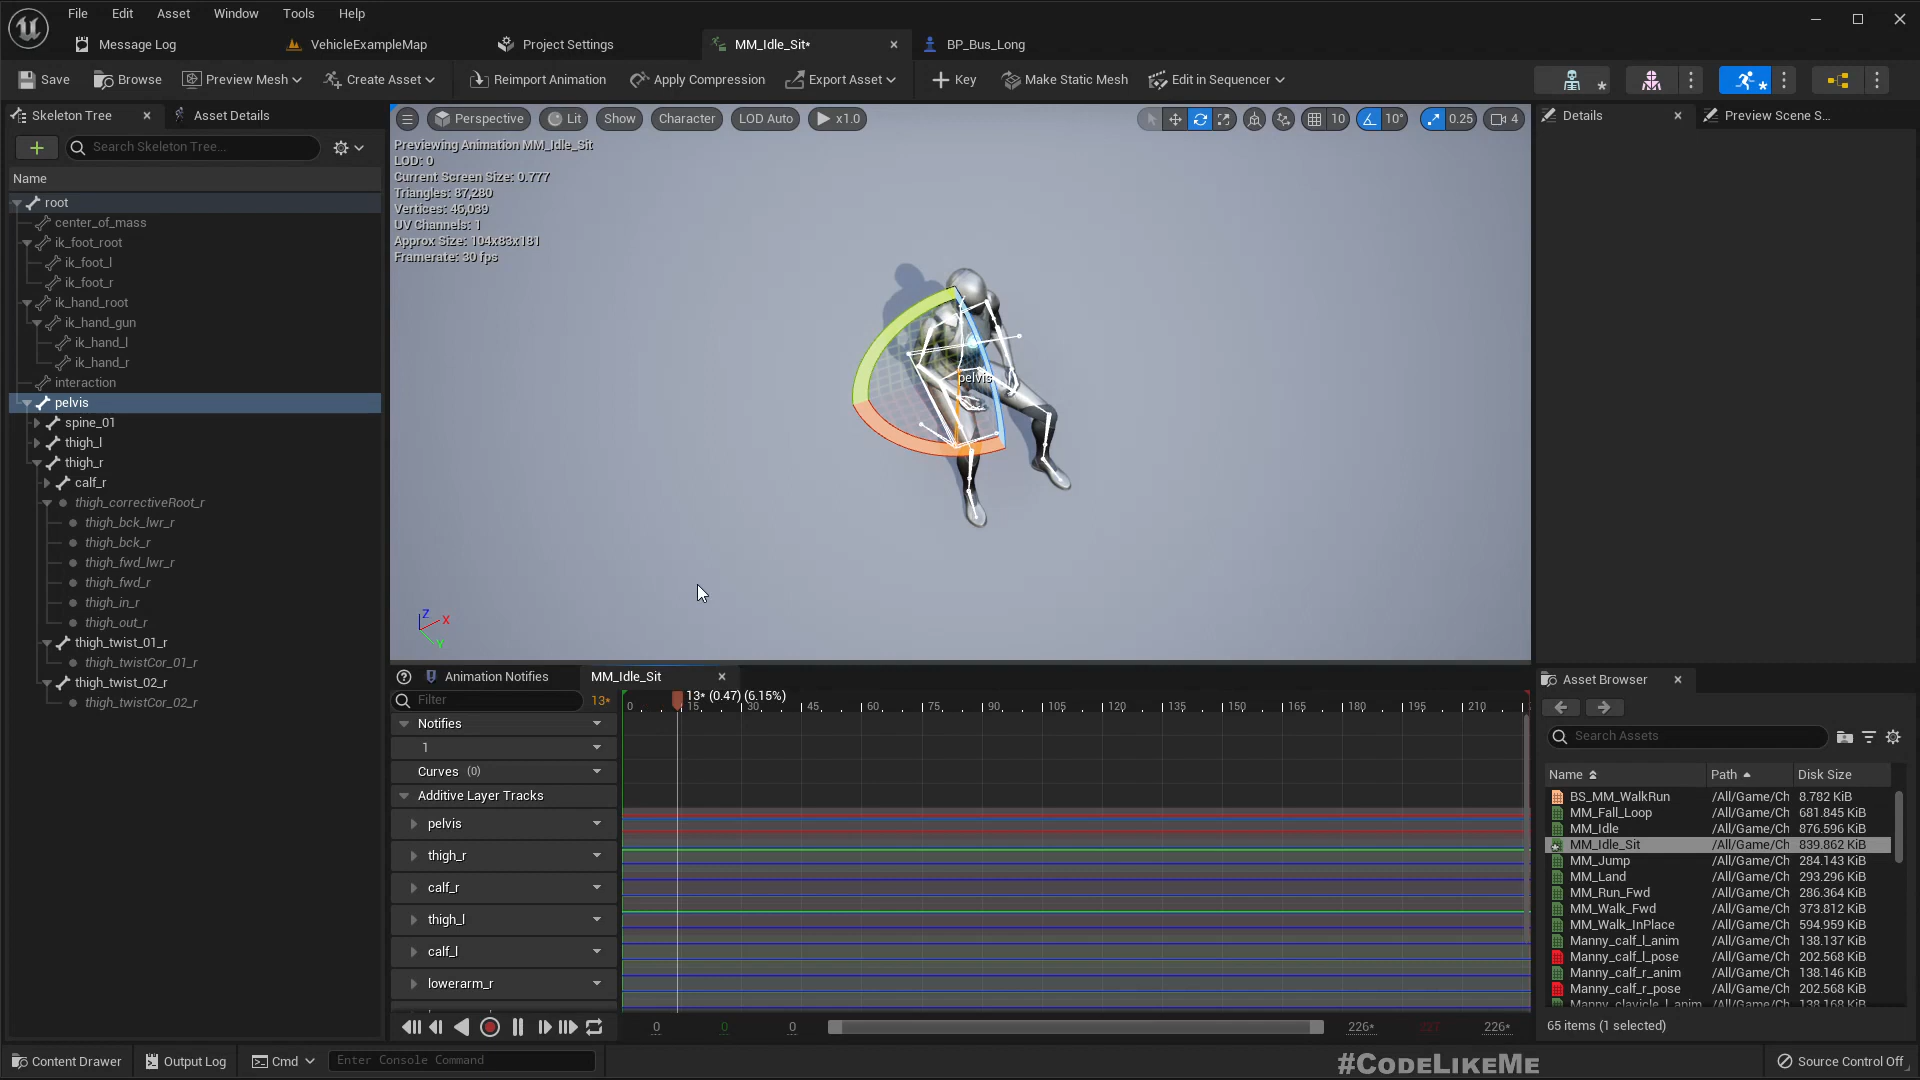 File Edit Asset Window Tools Help
Message Log VehicleExampleMap Project Settings MM_Idle_Sit* BP_Bus_Long
Save Browse Preview Mesh Create Asset Reimport Animation Apply Compression Export Asset Key Make Static Mesh Edit in Sequencer
Skeleton Tree Asset Details
Search Skeleton Tree...
Name
root
center_of_mass
ik_foot_root
ik_foot_l
ik_foot_r
ik_hand_root
ik_hand_gun
ik_hand_l
ik_hand_r
interaction
pelvis
spine_01
thigh_l
thigh_r
calf_r
thigh_correctiveRoot_r
thigh_bck_lwr_r
thigh_bck_r
thigh_fwd_lwr_r
thigh_fwd_r
thigh_in_r
thigh_out_r
thigh_twist_01_r
thigh_twistCor_01_r
thigh_twist_02_r
thigh_twistCor_02_r
Perspective Lit Show Character LOD Auto x1.0 10 10° 0.25 4
Previewing Animation MM_Idle_Sit
LOD: 0
Current Screen Size: 0.777
Triangles: 87,280
Vertices: 46,039
UV Channels: 1
Approx Size: 104x83x181
Framerate: 30 fps
pelvis
Z
X
Y
Animation Notifies MM_Idle_Sit
Filter 13*
13* (0.47) (6.15%)
0 15 30 45 60 75 90 105 120 135 150 165 180 195 210
Notifies
1
Curves (0)
Additive Layer Tracks
pelvis
thigh_r
calf_r
thigh_l
calf_l
lowerarm_r
0 0 0 226* 226*
Details Preview Scene S...
Asset Browser
Search Assets
Name Path Disk Size
BS_MM_WalkRun /All/Game/Ch 8.782 KiB
MM_Fall_Loop /All/Game/Ch 681.845 KiB
MM_Idle /All/Game/Ch 876.596 KiB
MM_Idle_Sit /All/Game/Ch 839.862 KiB
MM_Jump /All/Game/Ch 284.143 KiB
MM_Land /All/Game/Ch 293.296 KiB
MM_Run_Fwd /All/Game/Ch 286.364 KiB
MM_Walk_Fwd /All/Game/Ch 373.812 KiB
MM_Walk_InPlace /All/Game/Ch 594.959 KiB
Manny_calf_l_anim /All/Game/Ch 138.137 KiB
Manny_calf_l_pose /All/Game/Ch 202.568 KiB
Manny_calf_r_anim /All/Game/Ch 138.146 KiB
Manny_calf_r_pose /All/Game/Ch 202.568 KiB
Manny_clavicle_l_anim /All/Game/Ch 138.168 KiB
65 items (1 selected)
Content Drawer Output Log Cmd Enter Console Command #CODELIKEME Source Control Off